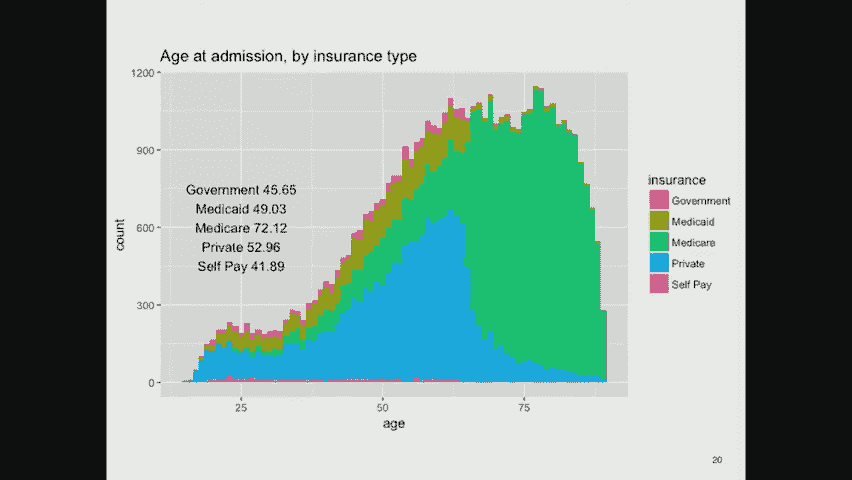 Age at admission, by insurance type
1200
900
600
300
0
count
Government 45.65
Medicaid 49.03
Medicare 72.12
Private 52.96
Self Pay 41.89
25
50
75
age
insurance
Government
Medicaid
Medicare
Private
Self Pay
20